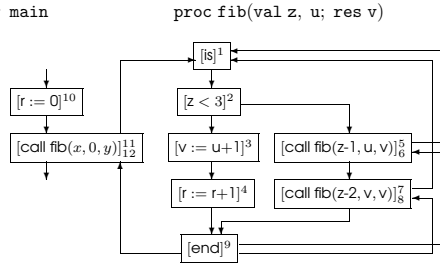 main proc fib(val z, u; res v)
[is]¹
[r := 0]¹⁰ [z < 3]²
[call fib(x, 0, y)]¹¹₁₂ [v := u+1]³ [call fib(z-1, u, v)]⁵₆
[r := r+1]⁴ [call fib(z-2, v, v)]⁷₈
[end]⁹